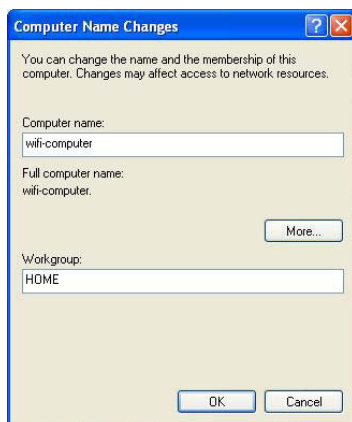 Computer Name Changes
You can change the name and the membership of this
computer. Changes may affect access to network resources.
Computer name:
wifi-computer
Full computer name:
wifi-computer.
More...
Workgroup:
HOME
OK
Cancel